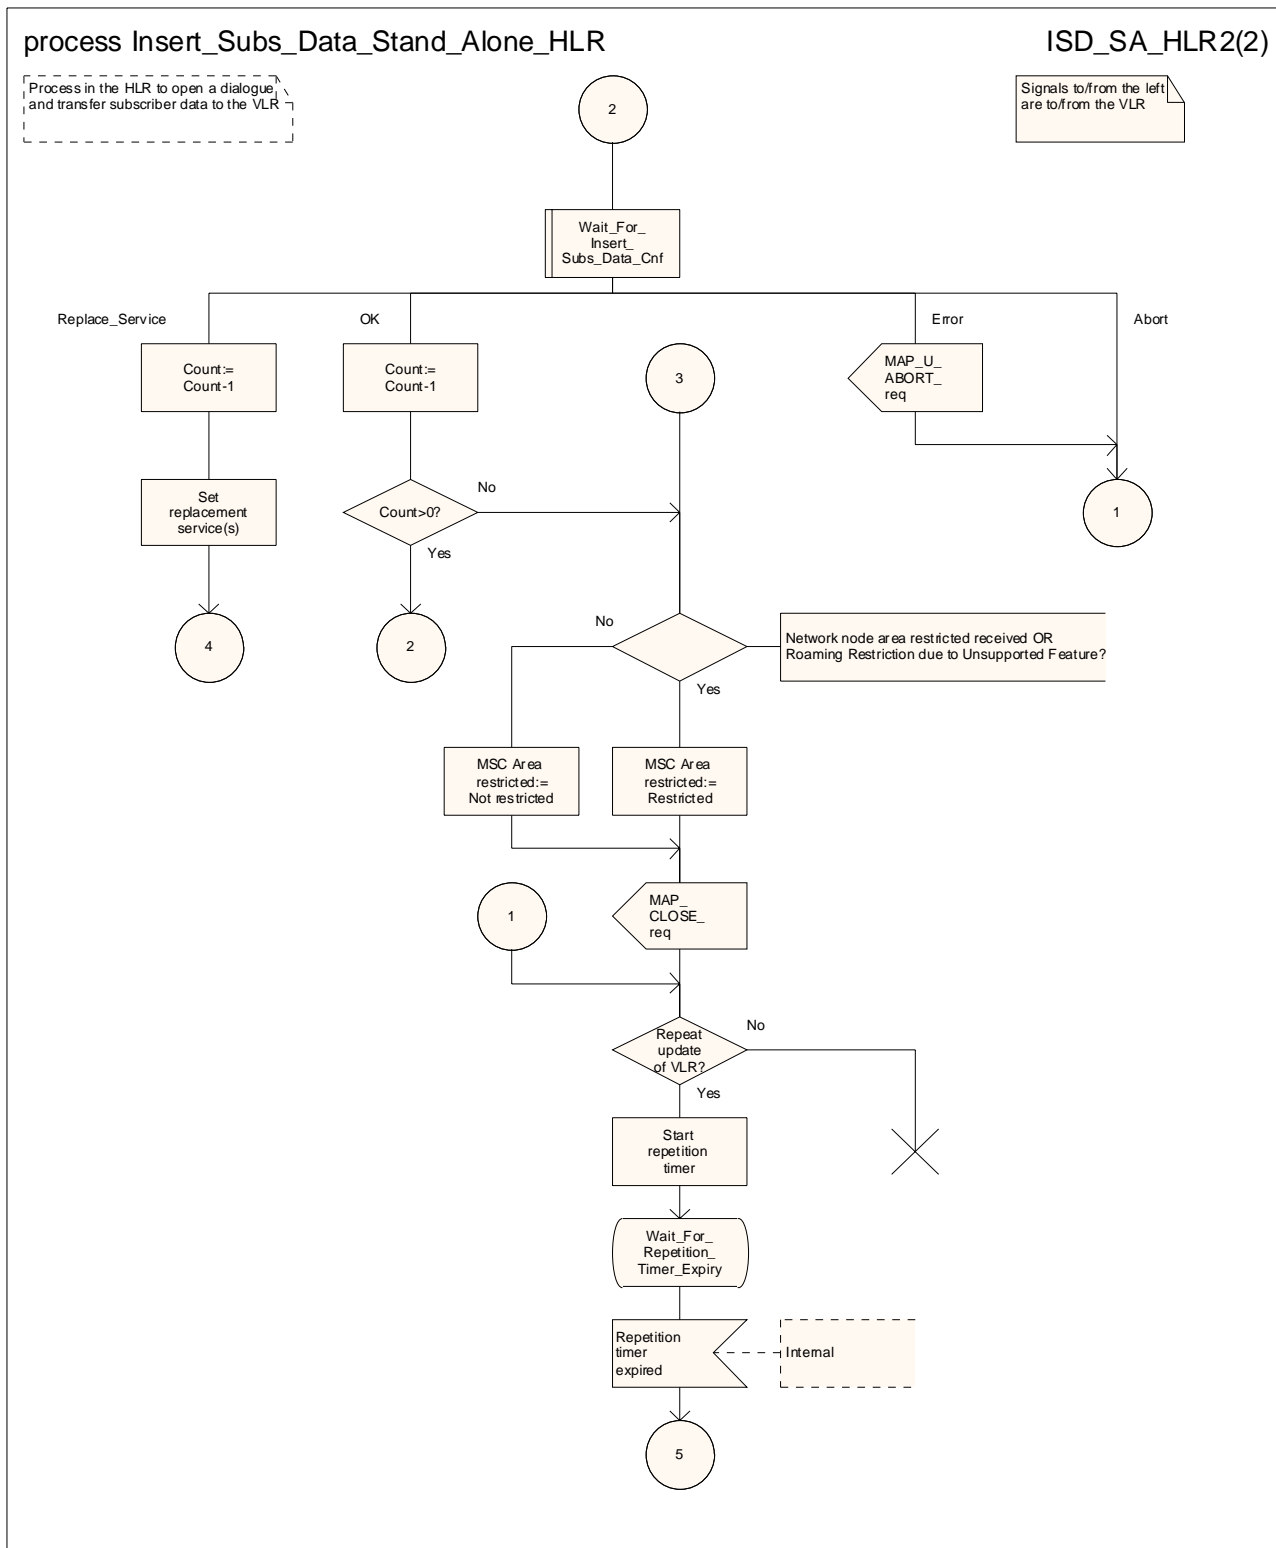 process Insert_Subs_Data_Stand_Alone_HLR
ISD_SA_HLR2(2)
Process in the HLR to open a dialogue
and transfer subscriber data to the VLR
2
Signals to/from the left
are to/from the VLR
Wait_For_
Insert_
Subs_Data_Cnf
Replace_Service
OK
Error
Abort
Count:=
Count-1
Count:=
Count-1
3
MAP_U_
ABORT_
req
Set
replacement
service(s)
Count>0?
No
Yes
1
4
2
No
Yes
Network node area restricted received OR
Roaming Restriction due to Unsupported Feature?
MSC Area
restricted:=
Not restricted
MSC Area
restricted:=
Restricted
1
MAP_
CLOSE_
req
Repeat
update
of VLR?
No
Yes
Start
repetition
timer
Wait_For_
Repetition_
Timer_Expiry
Repetition
timer
expired
Internal
5